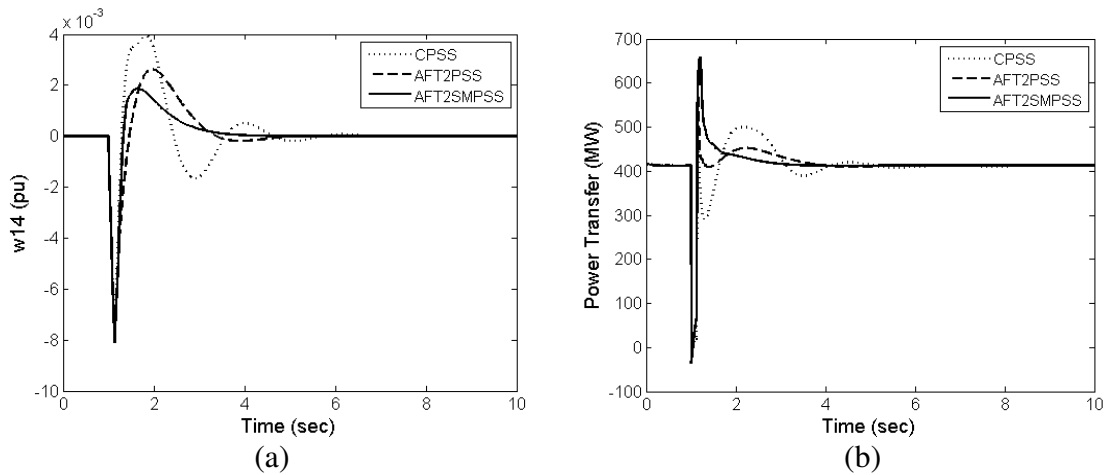 x 10⁻³
4
2
0
-2
-4
-6
-8
-10
w14 (pu)
CPSS
AFT2PSS
AFT2SMPSS
0
2
4
6
8
10
Time (sec)
(a)
700
600
500
400
300
200
100
0
-100
Power Transfer (MW)
CPSS
AFT2PSS
AFT2SMPSS
0
2
4
6
8
10
Time (sec)
(b)